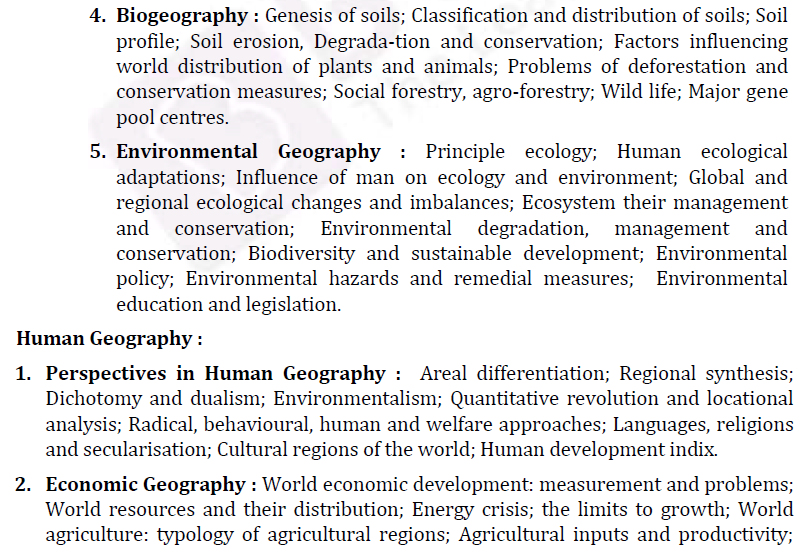 4. Biogeography : Genesis of soils; Classification and distribution of soils; Soil
profile; Soil erosion, Degrada-tion and conservation; Factors influencing
world distribution of plants and animals; Problems of deforestation and
conservation measures; Social forestry, agro-forestry; Wild life; Major gene
pool centres.
5. Environmental Geography : Principle ecology; Human ecological
adaptations; Influence of man on ecology and environment; Global and
regional ecological changes and imbalances; Ecosystem their management
and conservation; Environmental degradation, management and
conservation; Biodiversity and sustainable development; Environmental
policy; Environmental hazards and remedial measures; Environmental
education and legislation.
Human Geography :
1. Perspectives in Human Geography : Areal differentiation; Regional synthesis;
Dichotomy and dualism; Environmentalism; Quantitative revolution and locational
analysis; Radical, behavioural, human and welfare approaches; Languages, religions
and secularisation; Cultural regions of the world; Human development indix.
2. Economic Geography : World economic development: measurement and problems;
World resources and their distribution; Energy crisis; the limits to growth; World
agriculture: typology of agricultural regions; Agricultural inputs and productivity;